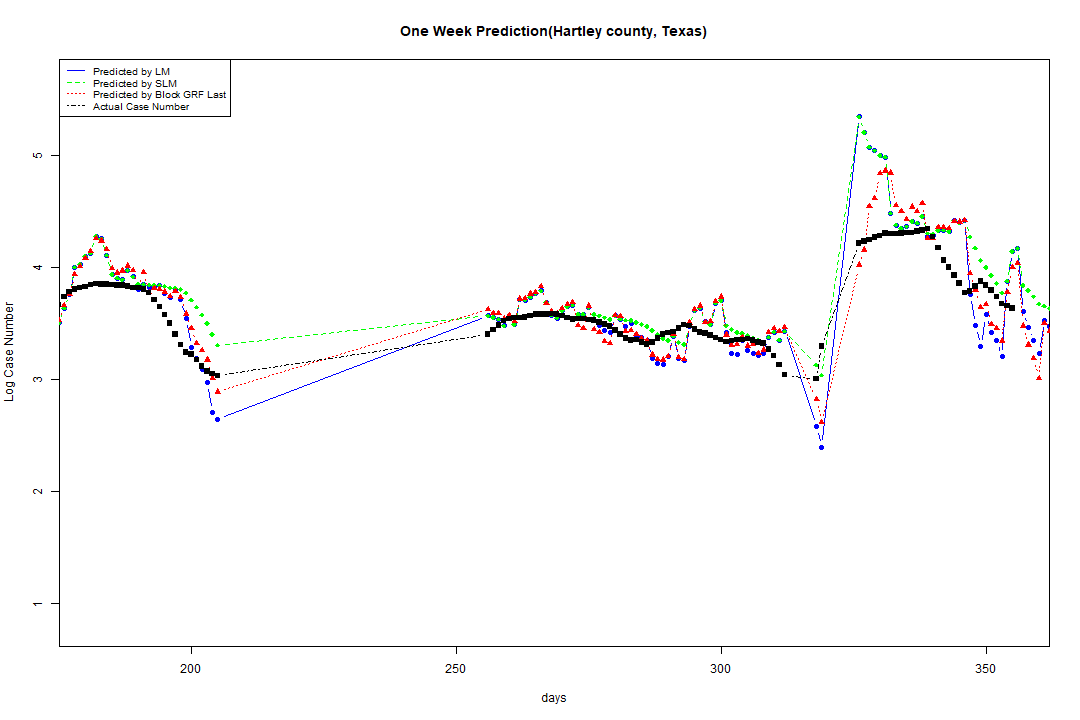 One Week Prediction(Hartley county, Texas)
Predicted by LM
Predicted by SLM
Predicted by Block GRF Last
Actual Case Number
Log Case Number
5
4
3
2
1
200 250 300 350
days